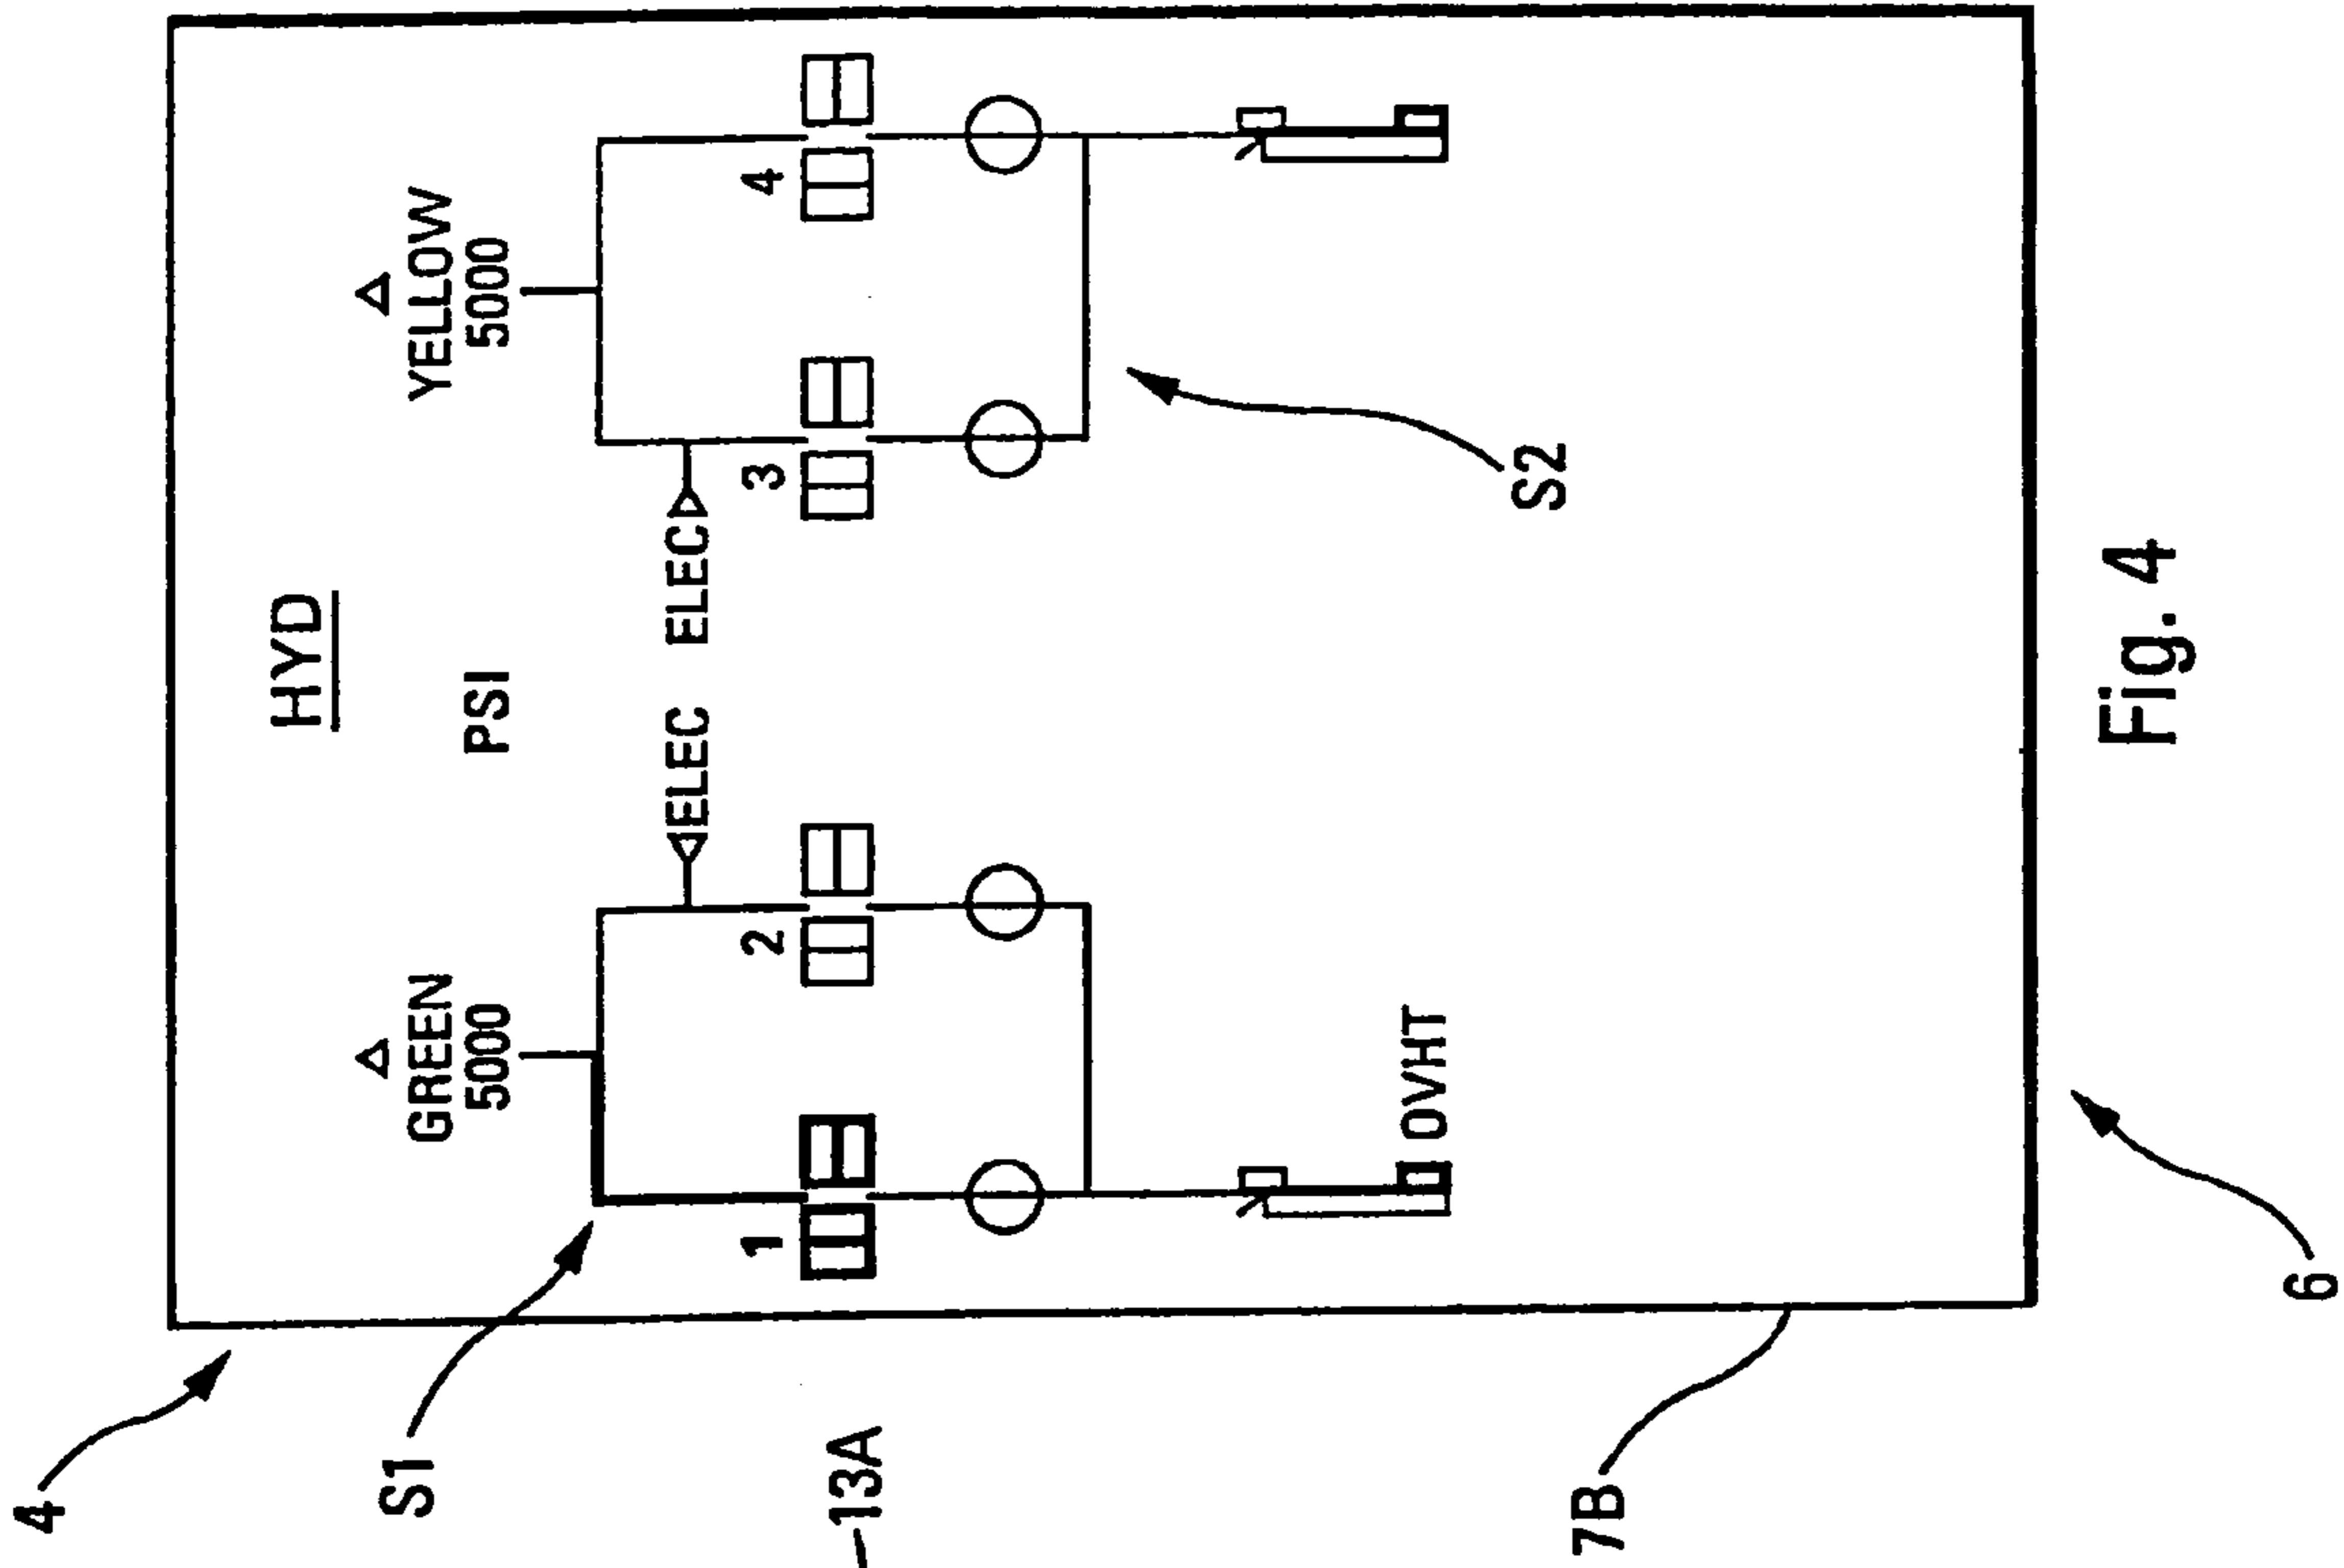 4
HYD
GREEN
5000
PSI
YELLOW
5000
S1
ELEC
ELEC
1
2
3
4
13A
S2
OVHT
7B
6
Fig. 4